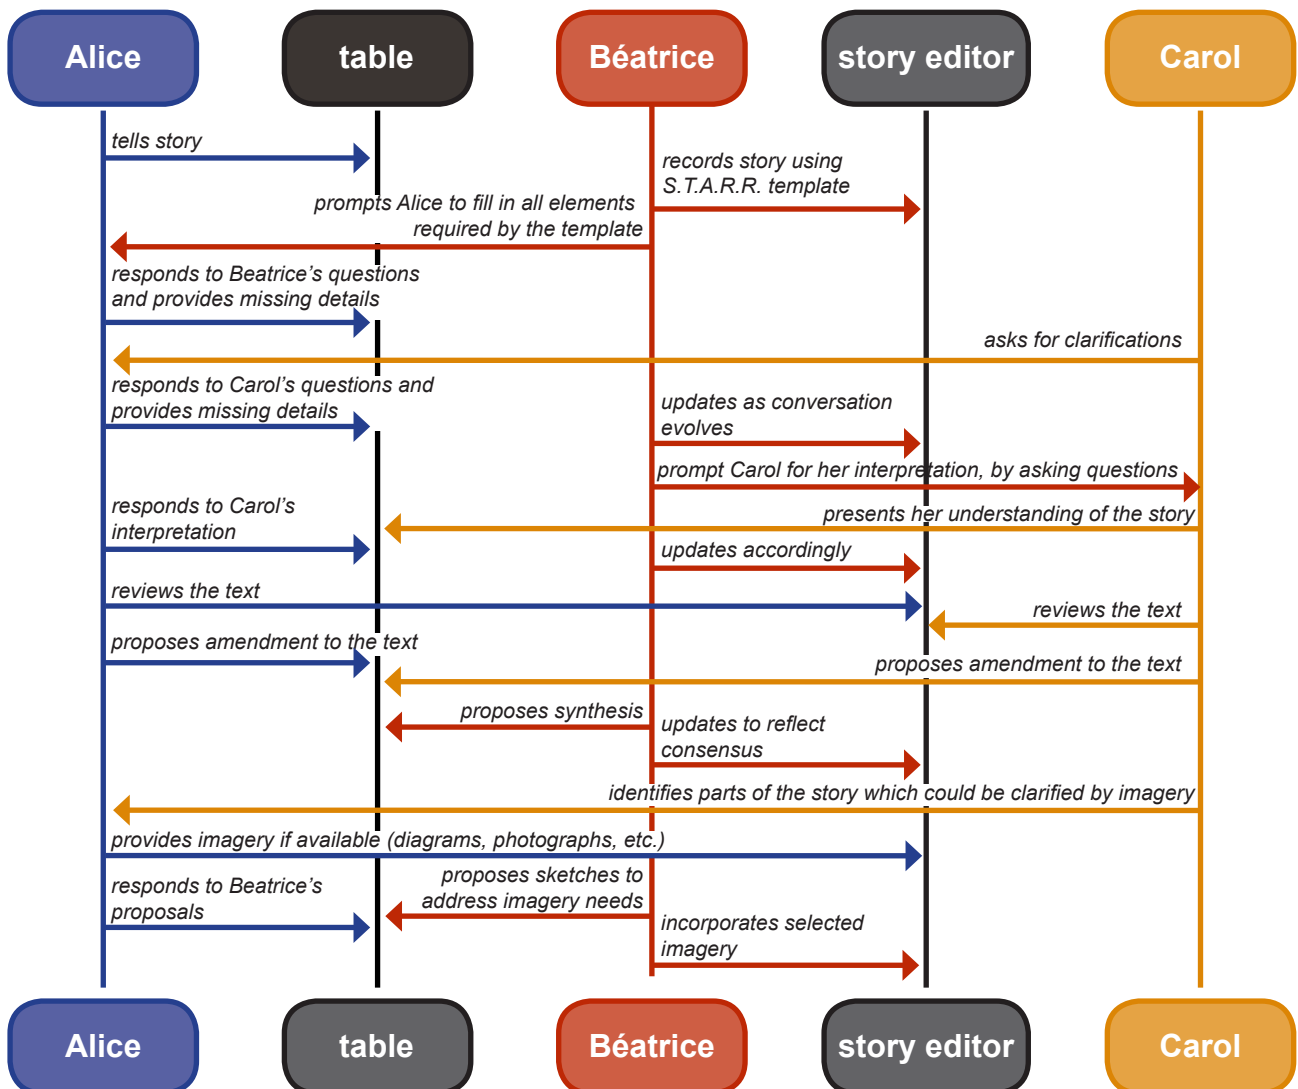 Alice
table
Béatrice
story editor
Carol
tells story
records story using
S.T.A.R.R. template
prompts Alice to fill in all elements
required by the template
responds to Beatrice’s questions
and provides missing details
asks for clarifications
responds to Carol’s questions and
provides missing details
updates as conversation
evolves
prompt Carol for her interpretation, by asking questions
responds to Carol’s
interpretation
presents her understanding of the story
updates accordingly
reviews the text
reviews the text
proposes amendment to the text
proposes amendment to the text
proposes synthesis
updates to reflect
consensus
identifies parts of the story which could be clarified by imagery
provides imagery if available (diagrams, photographs, etc.)
responds to Beatrice’s
proposals
proposes sketches to
address imagery needs
incorporates selected
imagery
Alice
table
Béatrice
story editor
Carol